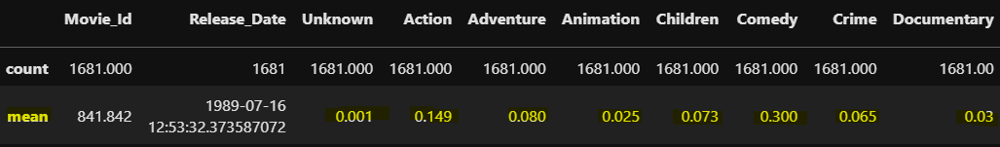 Movie_Id Release_Date Unknown Action Adventure Animation Children Comedy Crime Documentary
count 1681.000 1681 1681.000 1681.000 1681.000 1681.000 1681.000 1681.000 1681.000 1681.00
mean 841.842 1989-07-16 12:53:32.373587072 0.001 0.149 0.080 0.025 0.073 0.300 0.065 0.03